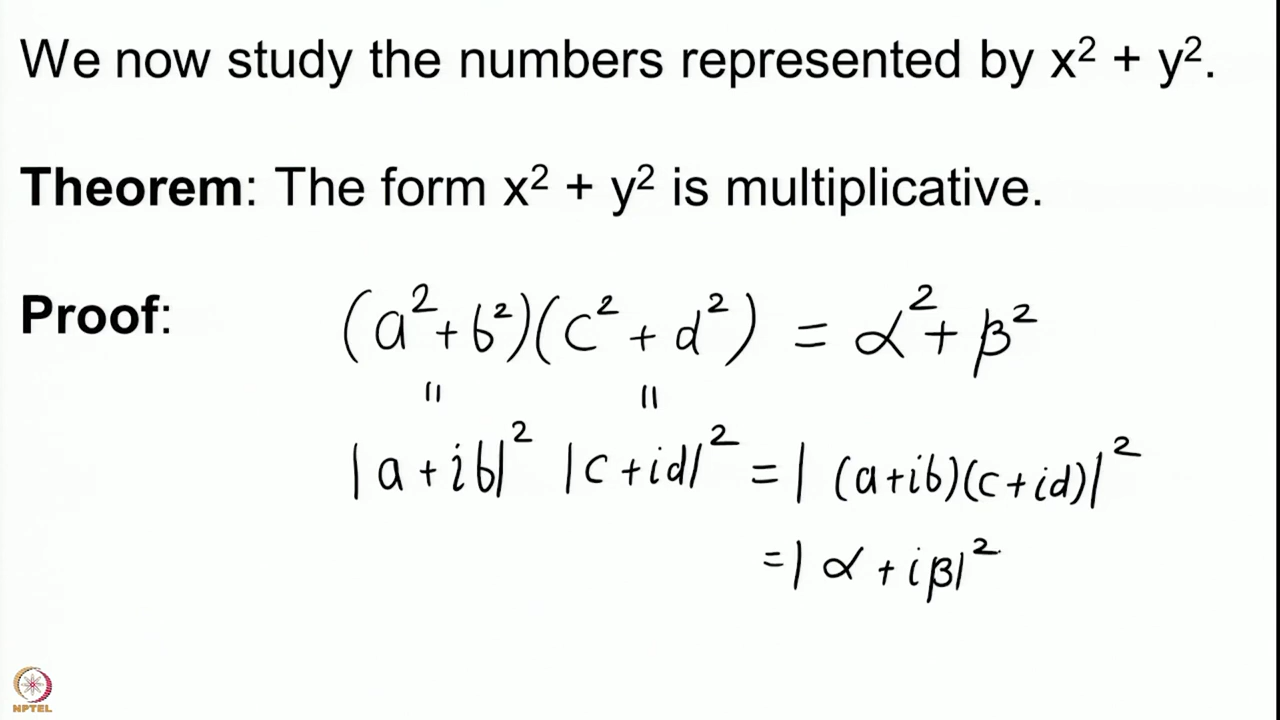 We now study the numbers represented by x² + y².
Theorem: The form x² + y² is multiplicative.
Proof: (a² + b²)(c² + d²) = α² + β²
|| ||
|a + ib|² |c + id|² = | (a+ib)(c+id)|²
= | α + iβ|²
NPTEL